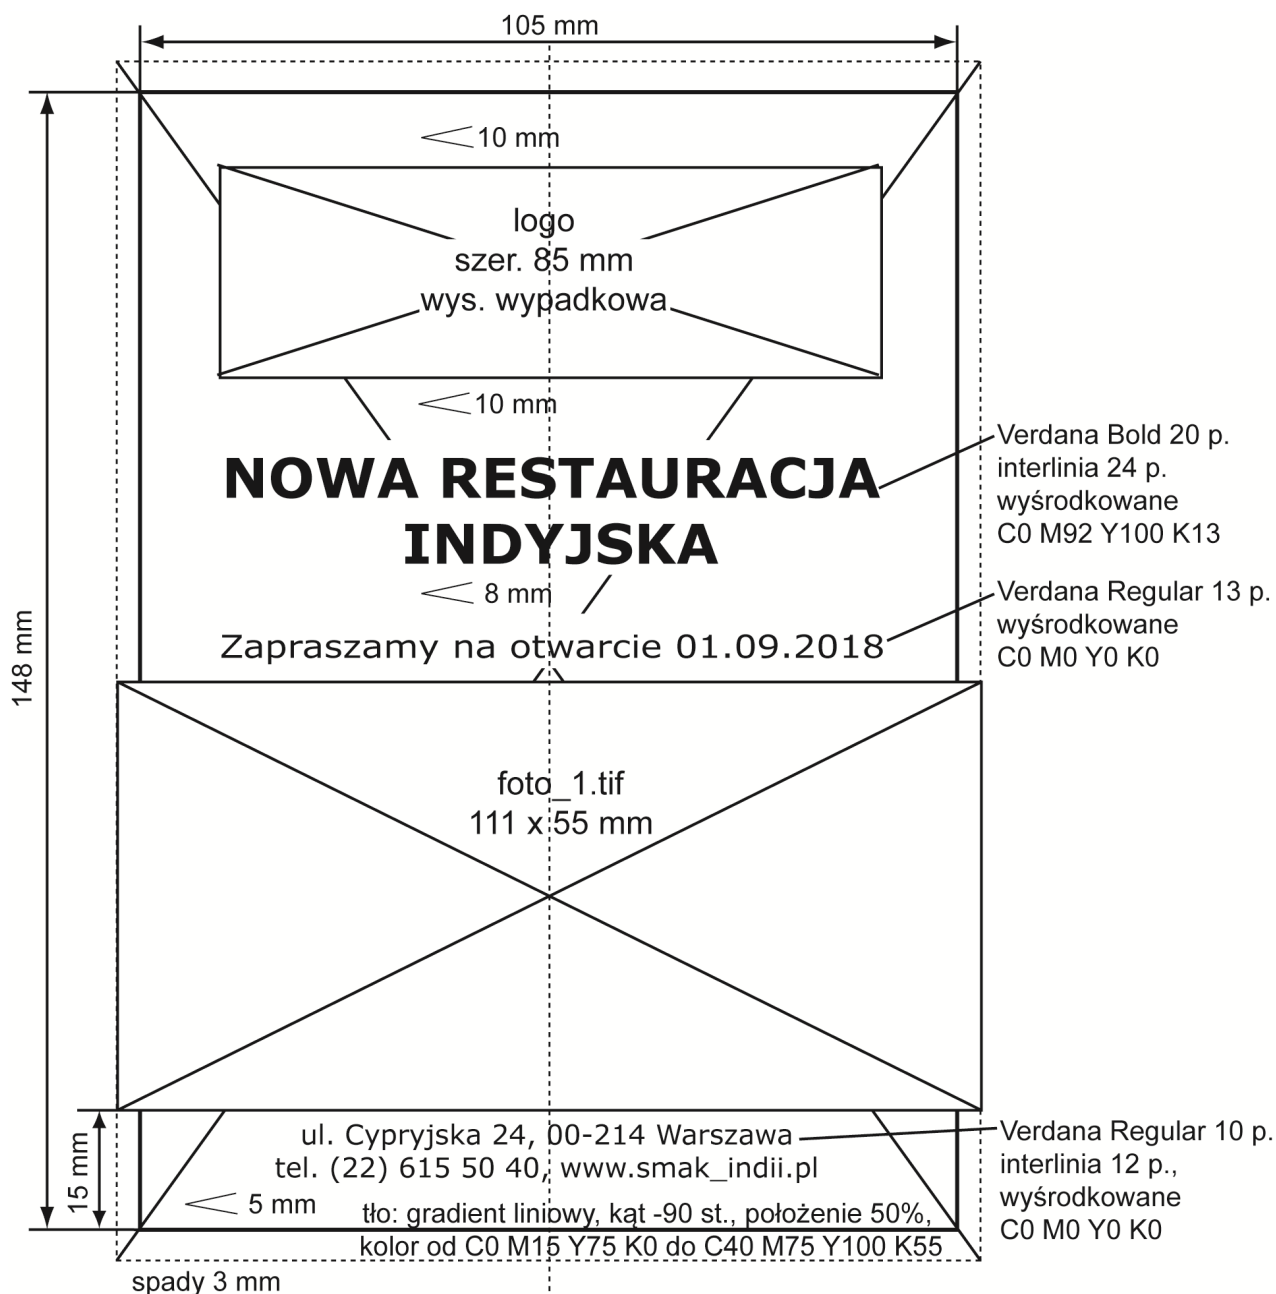 105 mm
10 mm
logo
szer. 85 mm
wys. wypadkowa
10 mm
NOWA RESTAURACJA
INDYJSKA
Verdana Bold 20 p.
interlinia 24 p.
wyśrodkowane
C0 M92 Y100 K13
8 mm
Zapraszamy na otwarcie 01.09.2018
Verdana Regular 13 p.
wyśrodkowane
C0 M0 Y0 K0
148 mm
foto_1.tif
111 x 55 mm
15 mm
ul. Cypryjska 24, 00-214 Warszawa
tel. (22) 615 50 40, www.smak_indii.pl
Verdana Regular 10 p.
interlinia 12 p.,
wyśrodkowane
C0 M0 Y0 K0
5 mm
tło: gradient liniowy, kąt -90 st., położenie 50%,
kolor od C0 M15 Y75 K0 do C40 M75 Y100 K55
spady 3 mm